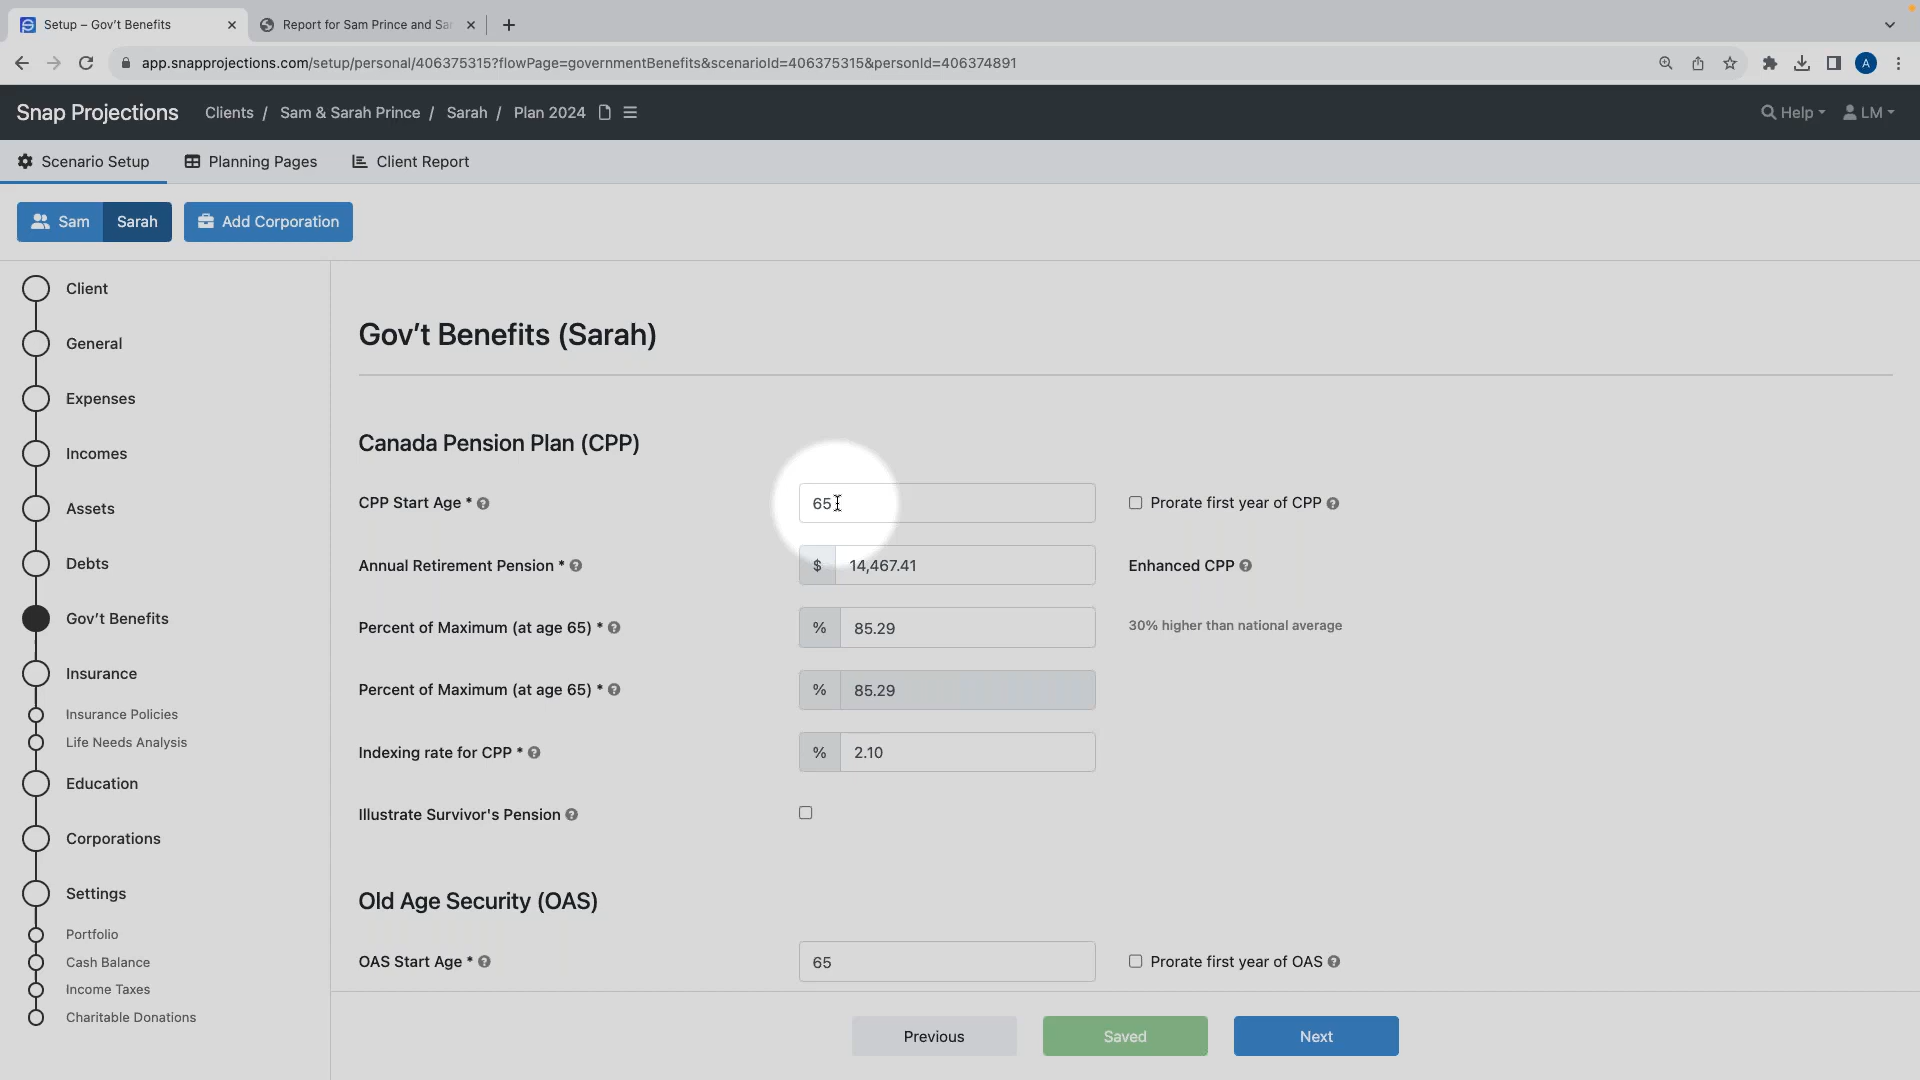 Setup – Gov't Benefits
Report for Sam Prince and Sar
app.snapprojections.com/setup/personal/406375315?flowPage=governmentBenefits&scenarioId=406375315&personId=406374891
A
Snap Projections
Clients / Sam & Sarah Prince / Sarah / Plan 2024
Help
LM
Scenario Setup
Planning Pages
Client Report
Sam
Sarah
Add Corporation
Client
General
Expenses
Incomes
Assets
Debts
Gov't Benefits
Insurance
Insurance Policies
Life Needs Analysis
Education
Corporations
Settings
Portfolio
Cash Balance
Income Taxes
Charitable Donations
Gov't Benefits (Sarah)
Canada Pension Plan (CPP)
CPP Start Age * ?
65
Prorate first year of CPP ?
Annual Retirement Pension * ?
$ 14,467.41
Enhanced CPP ?
Percent of Maximum (at age 65) * ?
% 85.29
30% higher than national average
Percent of Maximum (at age 65) * ?
% 85.29
Indexing rate for CPP * ?
% 2.10
Illustrate Survivor's Pension ?
Old Age Security (OAS)
OAS Start Age * ?
65
Prorate first year of OAS ?
Previous
Saved
Next